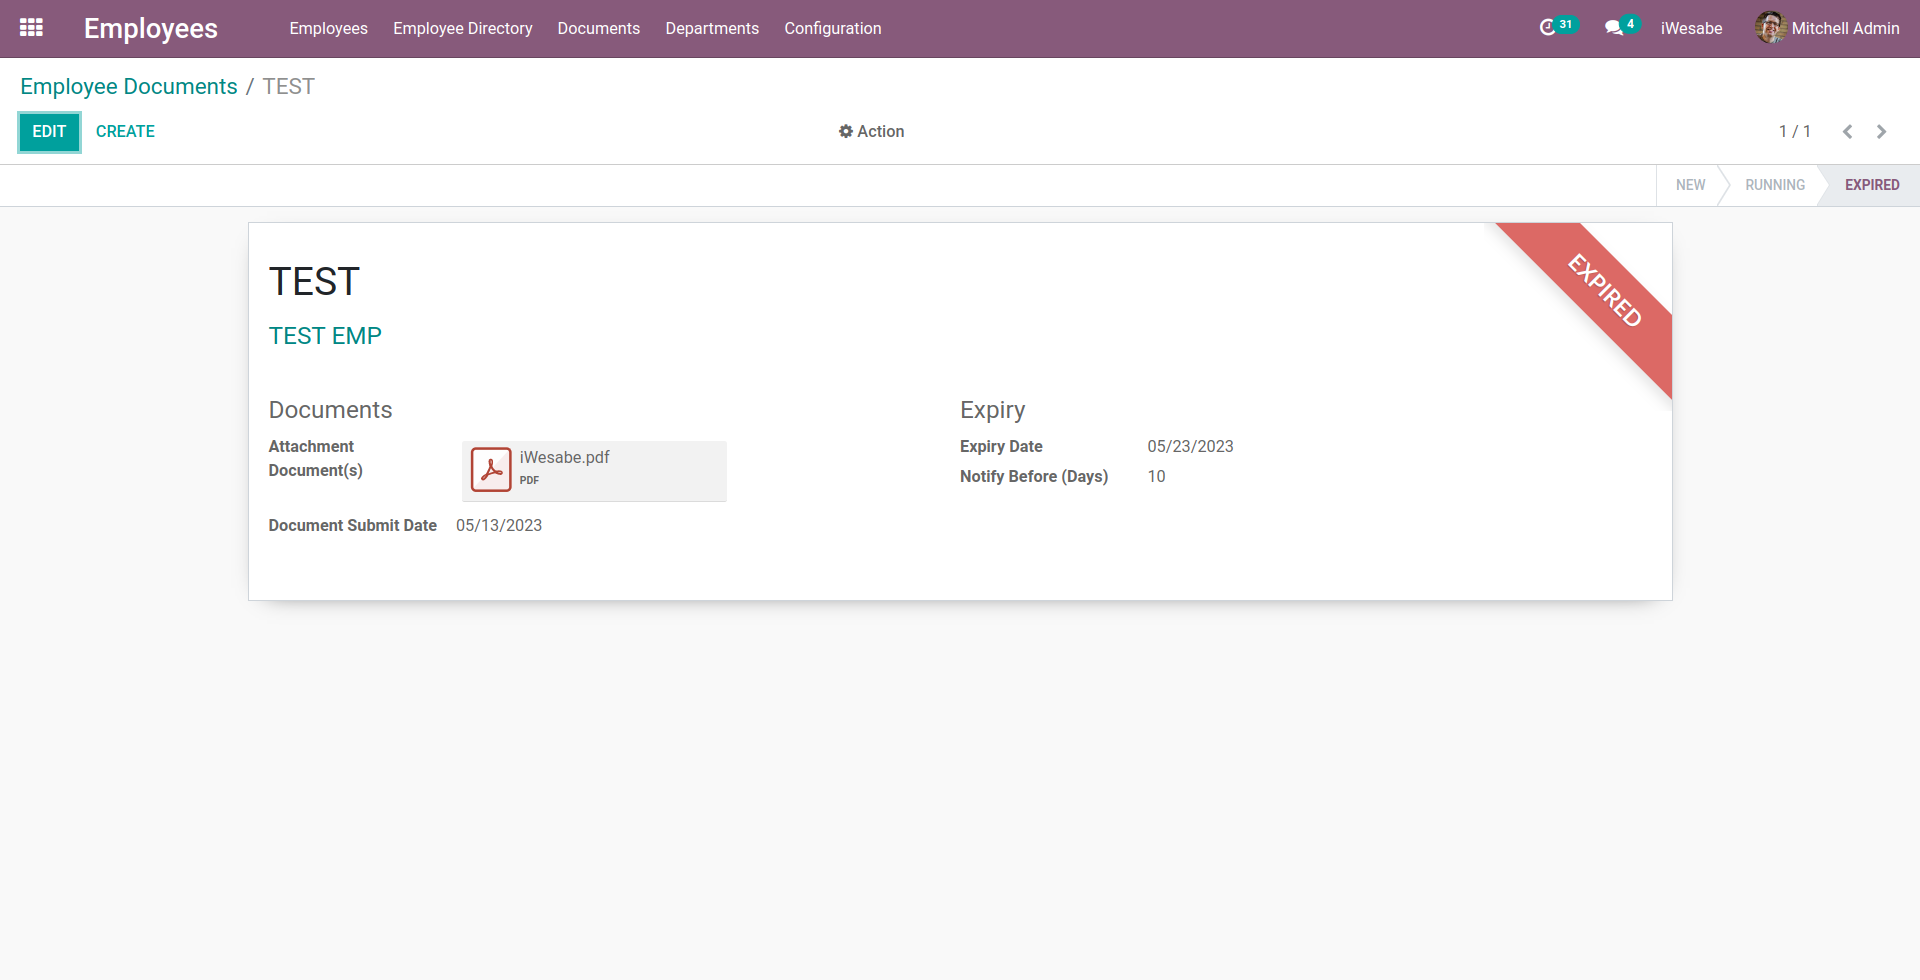 Employees
Employees Employee Directory Documents Departments Configuration
31
4
iWesabe
Mitchell Admin
Employee Documents / TEST
EDIT
CREATE
Action
1 / 1
NEW
RUNNING
EXPIRED
EXPIRED
TEST
TEST EMP
Documents
Attachment
Document(s)
iWesabe.pdf
PDF
Document Submit Date 05/13/2023
Expiry
Expiry Date 05/23/2023
Notify Before (Days) 10